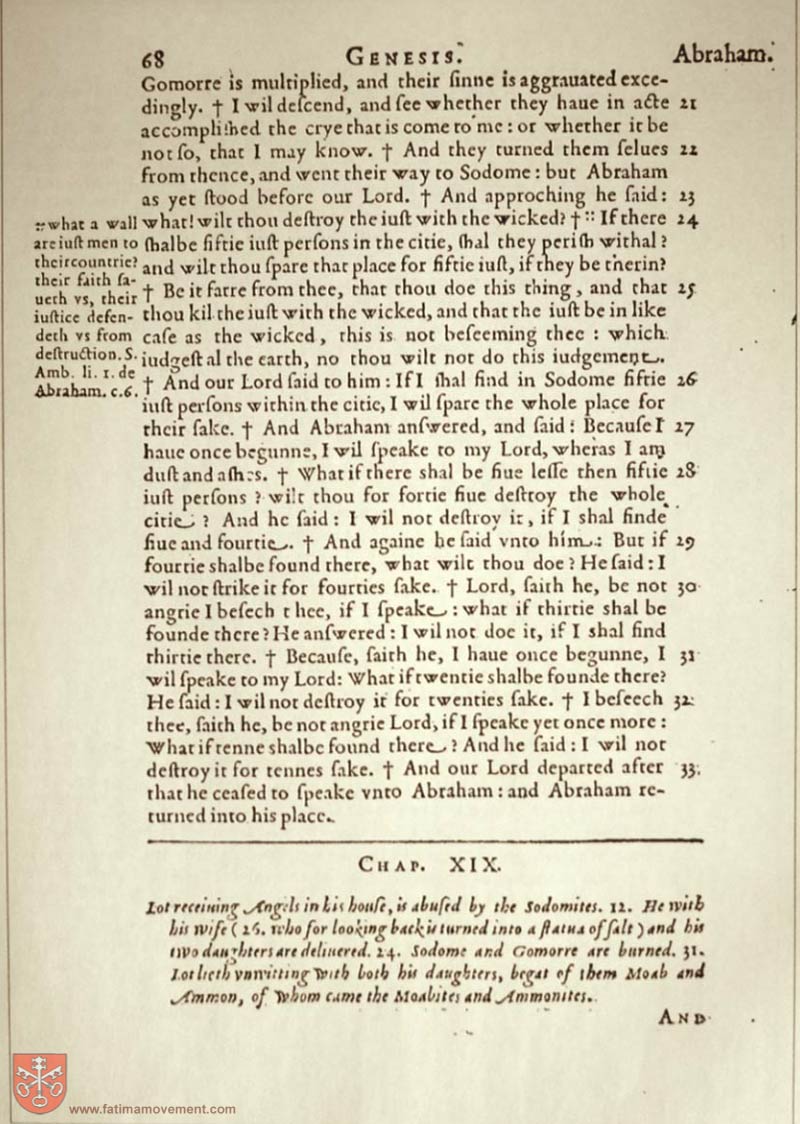 68 GENESIS. Abraham.
Gomorre is multiplied, and their ſinne is aggrauated exce-
dingly. † I wil deſcend, and ſee whether they haue in acte 21
accompliſhed the crye that is come to me : or whether it be
not ſo, that I may know. † And they turned them ſelues 22
from thence, and went their way to Sodome : but Abraham
as yet ſtood before our Lord. † And approching he ſaid : 23
what! wilt thou deſtroy the iuſt with the wicked? † :: If there 24
ſhalbe fiftie iuſt perſons in the citie, ſhal they periſh withal ?
and wilt thou ſpare that place for fiftie iuſt, if they be therin?
† Be it farre from thee, that thou doe this thing, and that 25
thou kil the iuſt with the wicked, and that the iuſt be in like
caſe as the wicked, this is not beſeeming thee : which
iudgeſt al the earth, no thou wilt not do this iudgement.
† And our Lord ſaid to him : If I ſhal find in Sodome fiftie 26
iuſt perſons within the citie, I wil ſpare the whole place for
their ſake. † And Abraham anſwered, and ſaid : Becauſe I 27
haue once begunne, I wil ſpeake to my Lord, wheras I am
duſt and aſhes. † What if there shal be fiue leſſe then fiftie 28
iuſt perſons ? wilt thou for fortie fiue deſtroy the whole
citie ? And he ſaid : I wil not deſtroy it, if I shal finde
fiue and fourtie. † And againe he ſaid vnto him : But if 29
fourtie shalbe found there, what wilt thou doe ? He ſaid : I
wil not ſtrike it for fourties ſake. † Lord, ſaith he, be not 30
angrie I beſech thee, if I ſpeake : what if thirtie shal be
founde there? He anſwered : I wil not doe it, if I shal find
thirtie there. † Becauſe, ſaith he, I haue once begunne, I 31
wil ſpeake to my Lord: What if twentie shalbe founde there?
He ſaid : I wil not deſtroy it for twenties ſake. † I beſeech 32
thee, ſaith he, be not angrie Lord, if I ſpeake yet once more :
What if tenne shalbe found there ? And he ſaid : I wil not
deſtroy it for tennes ſake. † And our Lord departed after 33
that he ceaſed to ſpeake vnto Abraham : and Abraham re-
turned into his place.
:: what a wall
are iuſt men to
their countrie?
their faith ſa-
ueth vs, their
iuſtice defen-
deth vs from
deſtruction. S.
Amb. li. 1. de
Abraham. c. 6.
CHAP. XIX.
Lot receiuing Angels in his houſe, is abuſed by the Sodomites. 12. He with
his wife ( 26. who for looking back is turned into a ſtatua of ſalt ) and his
two daughters are deliuered. 24. Sodome and Gomorre are burned. 31.
Lot lieth vnwitting with both his daughters, begat of them Moab and
Ammon, of whom came the Moabites and Ammonites.
AND
www.fatimamovement.com